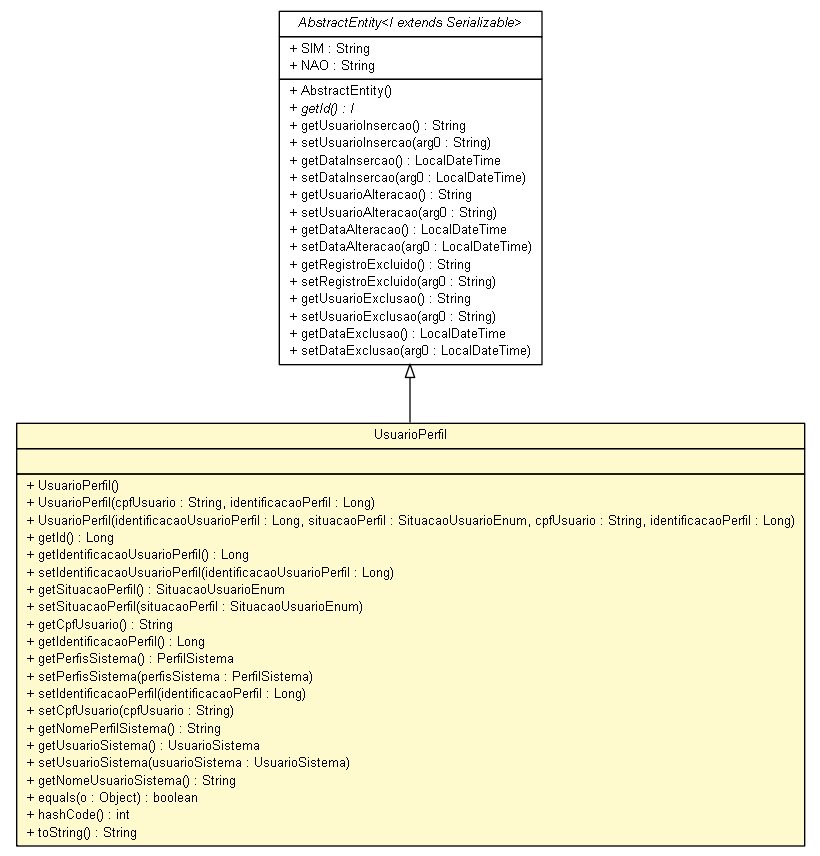 AbstractEntity<I extends Serializable>
+ SIM : String
+ NAO : String
+ AbstractEntity()
+ getId() : I
+ getUsuarioInsercao() : String
+ setUsuarioInsercao(arg0 : String)
+ getDataInsercao() : LocalDateTime
+ setDataInsercao(arg0 : LocalDateTime)
+ getUsuarioAlteracao() : String
+ setUsuarioAlteracao(arg0 : String)
+ getDataAlteracao() : LocalDateTime
+ setDataAlteracao(arg0 : LocalDateTime)
+ getRegistroExcluido() : String
+ setRegistroExcluido(arg0 : String)
+ getUsuarioExclusao() : String
+ setUsuarioExclusao(arg0 : String)
+ getDataExclusao() : LocalDateTime
+ setDataExclusao(arg0 : LocalDateTime)
UsuarioPerfil
+ UsuarioPerfil()
+ UsuarioPerfil(cpfUsuario : String, identificacaoPerfil : Long)
+ UsuarioPerfil(identificacaoUsuarioPerfil : Long, situacaoPerfil : SituacaoUsuarioEnum, cpfUsuario : String, identificacaoPerfil : Long)
+ getId() : Long
+ getIdentificacaoUsuarioPerfil() : Long
+ setIdentificacaoUsuarioPerfil(identificacaoUsuarioPerfil : Long)
+ getSituacaoPerfil() : SituacaoUsuarioEnum
+ setSituacaoPerfil(situacaoPerfil : SituacaoUsuarioEnum)
+ getCpfUsuario() : String
+ getIdentificacaoPerfil() : Long
+ getPerfisSistema() : PerfilSistema
+ setPerfisSistema(perfisSistema : PerfilSistema)
+ setIdentificacaoPerfil(identificacaoPerfil : Long)
+ setCpfUsuario(cpfUsuario : String)
+ getNomePerfilSistema() : String
+ getUsuarioSistema() : UsuarioSistema
+ setUsuarioSistema(usuarioSistema : UsuarioSistema)
+ getNomeUsuarioSistema() : String
+ equals(o : Object) : boolean
+ hashCode() : int
+ toString() : String